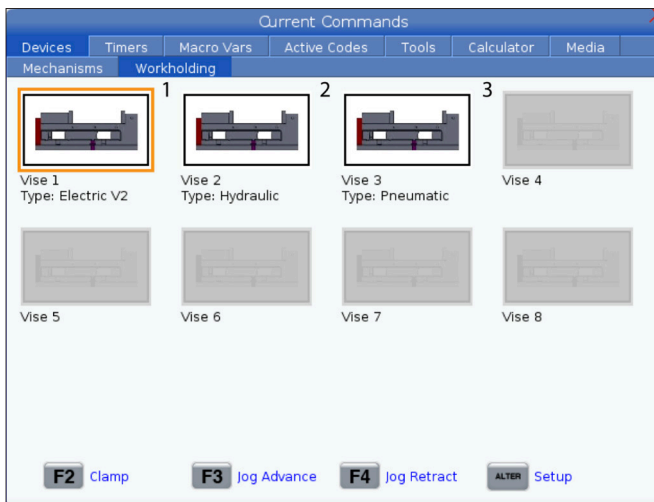 Current Commands
Devices Timers Macro Vars Active Codes Tools Calculator Media
Mechanisms Workholding
1 2 3
Vise 1 Vise 2 Vise 3 Vise 4
Type: Electric V2 Type: Hydraulic Type: Pneumatic
Vise 5 Vise 6 Vise 7 Vise 8
F2 Clamp F3 Jog Advance F4 Jog Retract ALTER Setup